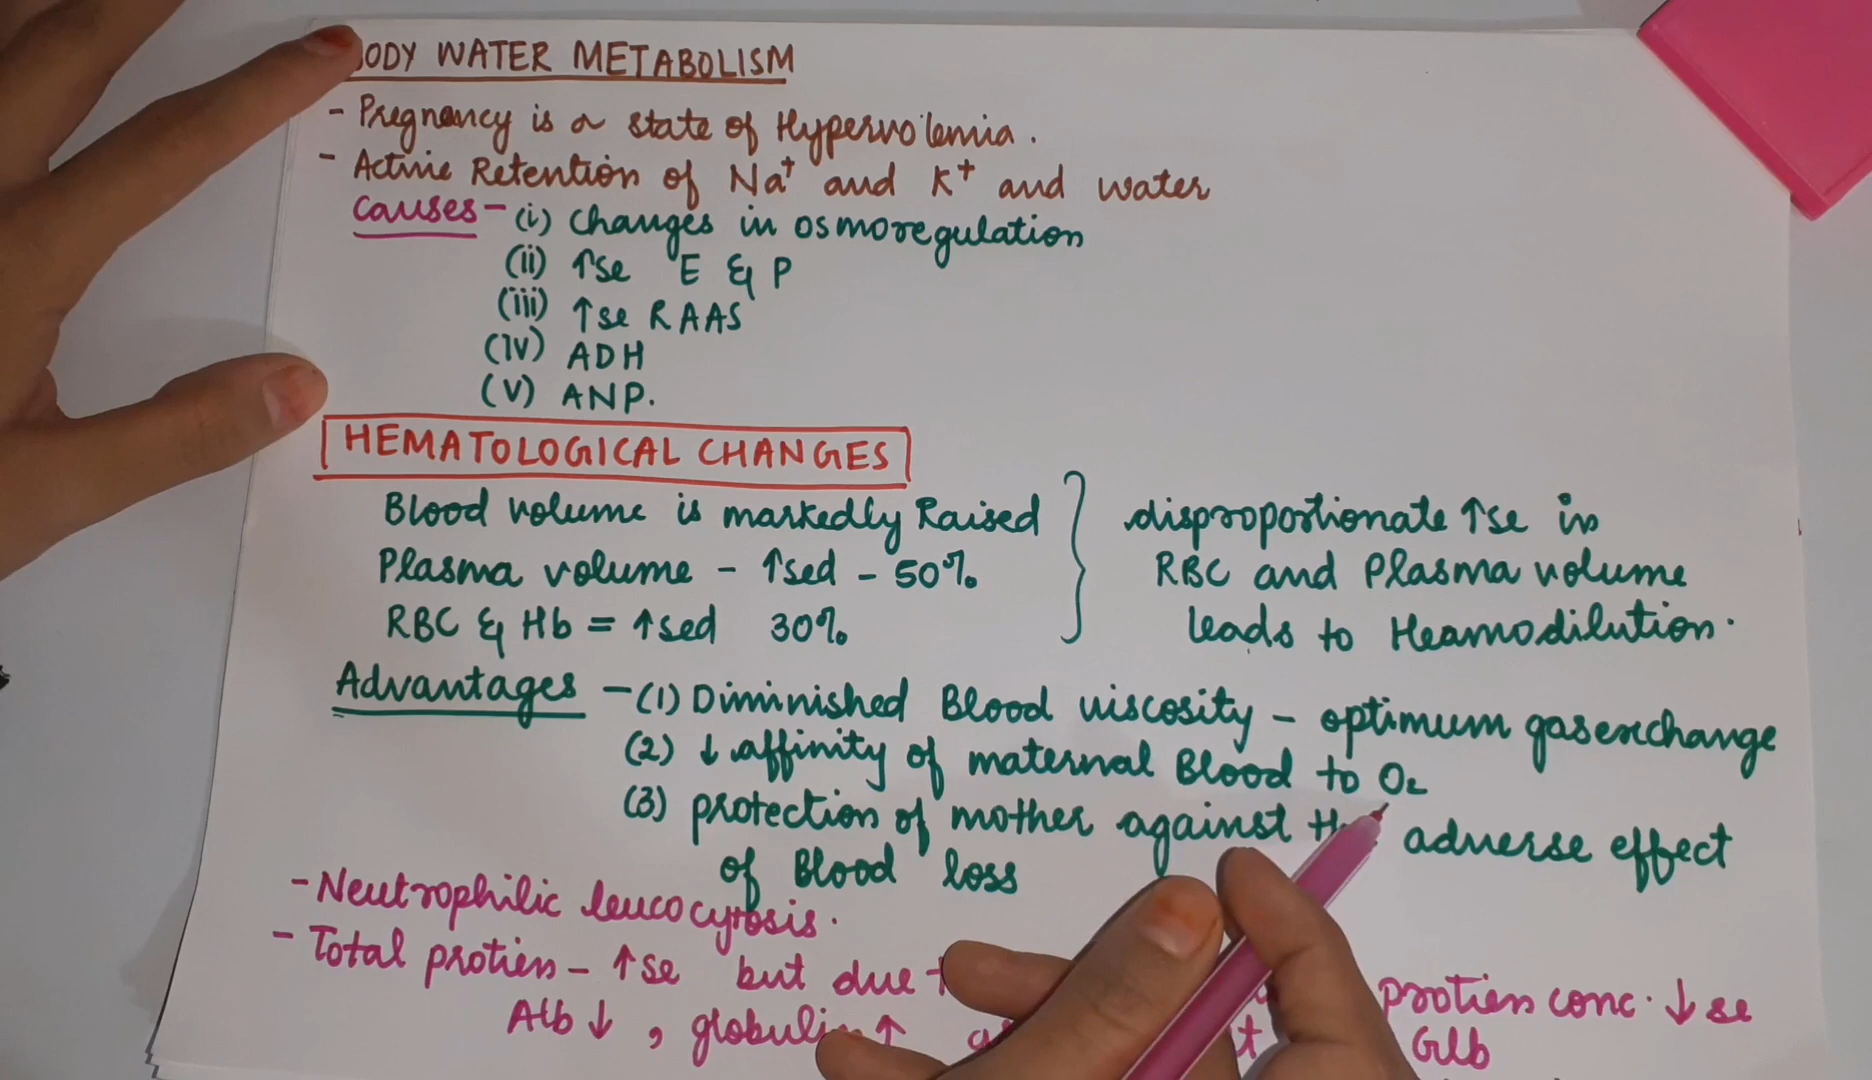 BODY WATER METABOLISM
- Pregnancy is a state of Hypervolemia.
- Active Retention of Na+ and K+ and water
Causes - (i) changes in osmoregulation
(ii) ↑se E & P
(iii) ↑se RAAS
(iv) ADH
(v) ANP.
HEMATOLOGICAL CHANGES
Blood volume is markedly Raised
Plasma volume - ↑sed - 50%
RBC & Hb = ↑sed 30%
disproportionate ↑se in
RBC and Plasma volume
leads to Heamodilution.
Advantages - (1) Diminished Blood viscosity - optimum gas exchange
(2) ↓ affinity of maternal Blood to O2
(3) protection of mother against adverse effect
of Blood loss
- Neutrophilic leucocytosis.
- Total protien - ↑se but due protien conc. ↓se
Alb ↓, globulin ↑ Glb